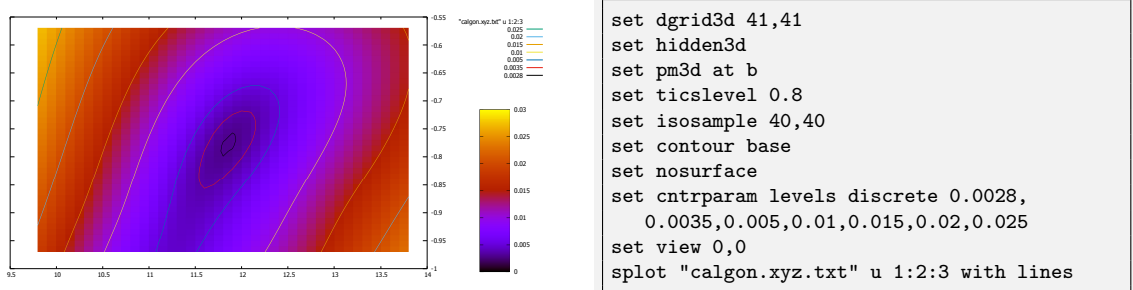 "calgon.xyz.txt" u 1:2:3
0.025
0.02
0.015
0.01
0.005
0.0035
0.0028
-0.55
-0.6
-0.65
-0.7
-0.75
-0.8
-0.85
-0.9
-0.95
-1
0.03
0.025
0.02
0.015
0.01
0.005
0
9.5 10 10.5 11 11.5 12 12.5 13 13.5 14
set dgrid3d 41,41
set hidden3d
set pm3d at b
set ticslevel 0.8
set isosample 40,40
set contour base
set nosurface
set cntrparam levels discrete 0.0028,
0.0035,0.005,0.01,0.015,0.02,0.025
set view 0,0
splot "calgon.xyz.txt" u 1:2:3 with lines